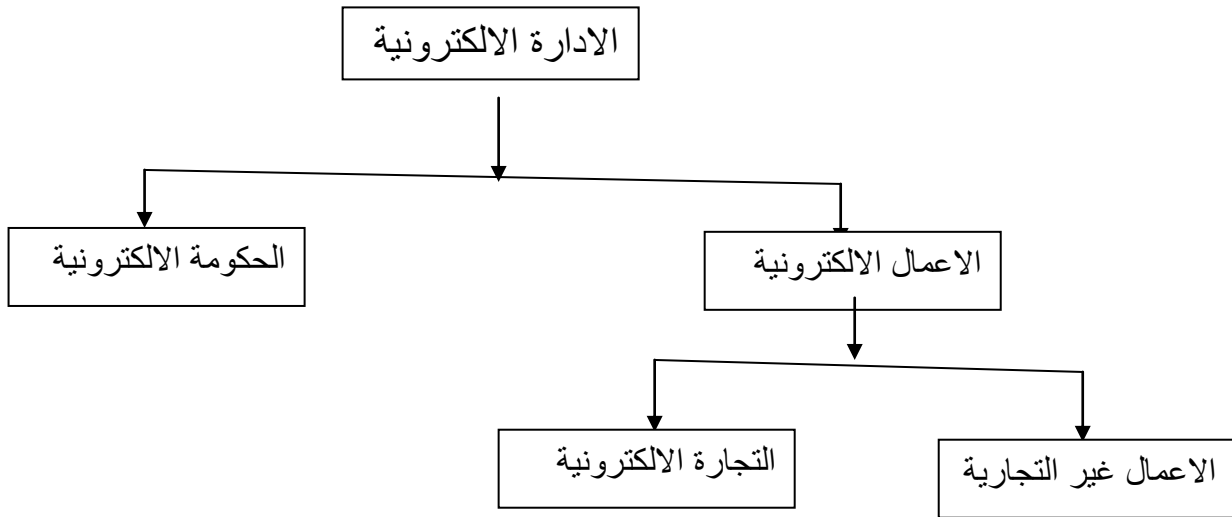 الادارة الالكترونية
الاعمال الالكترونية
الحكومة الالكترونية
الاعمال غير التجارية
التجارة الالكترونية